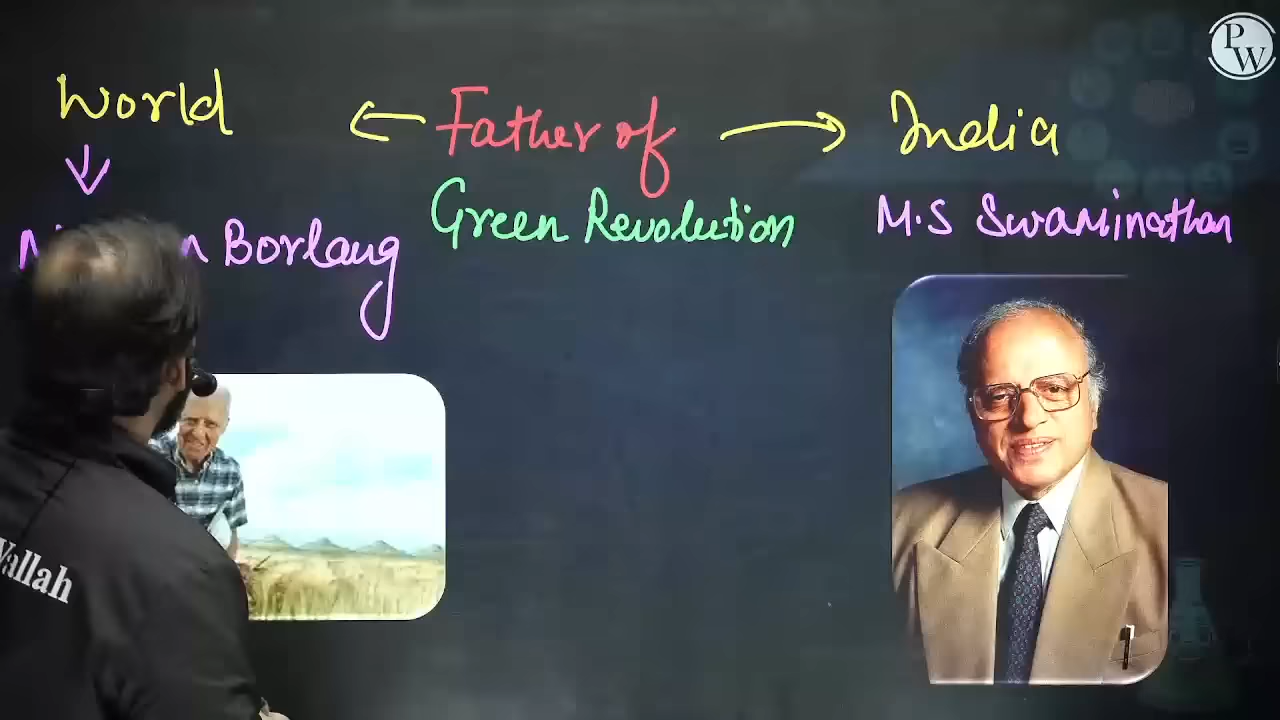 World ← Father of → India
↓ Green Revolution M.S Swaminathan
Borlaug
Wallah
PW